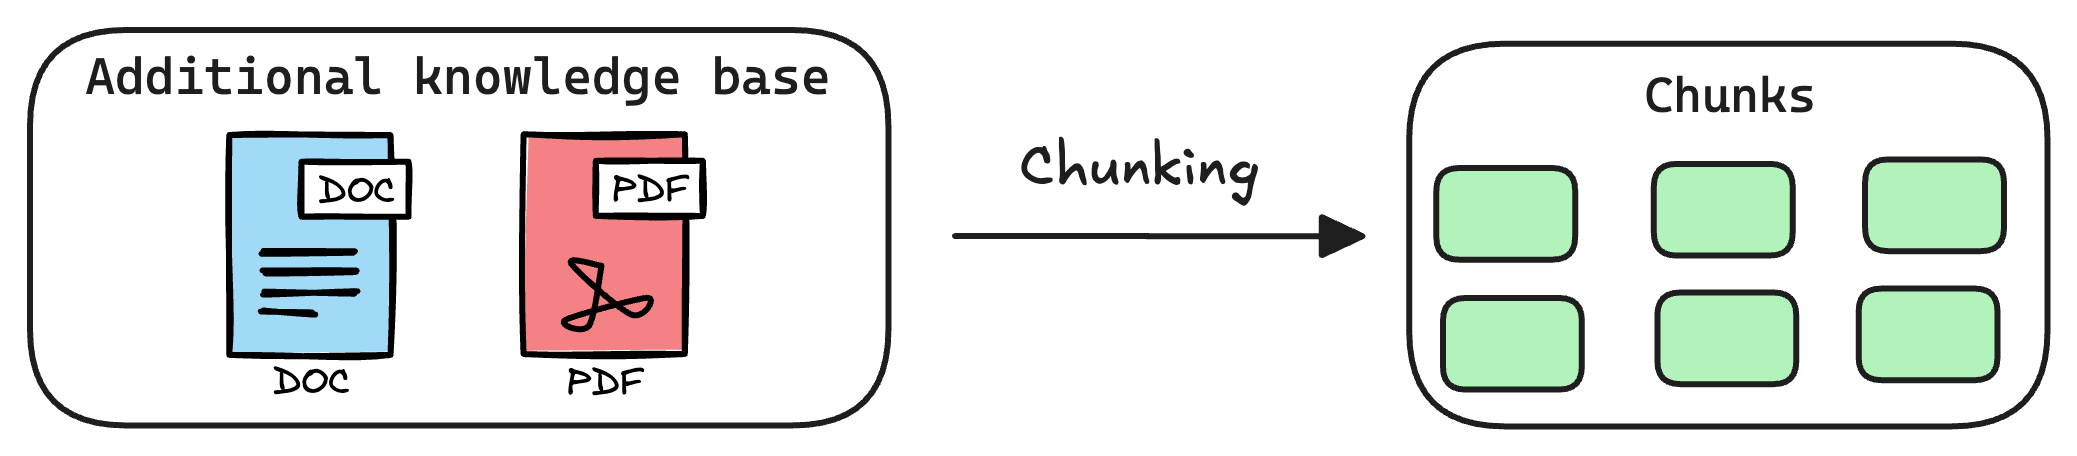 Additional knowledge base
DOC
PDF
DOC
PDF
Chunking
Chunks